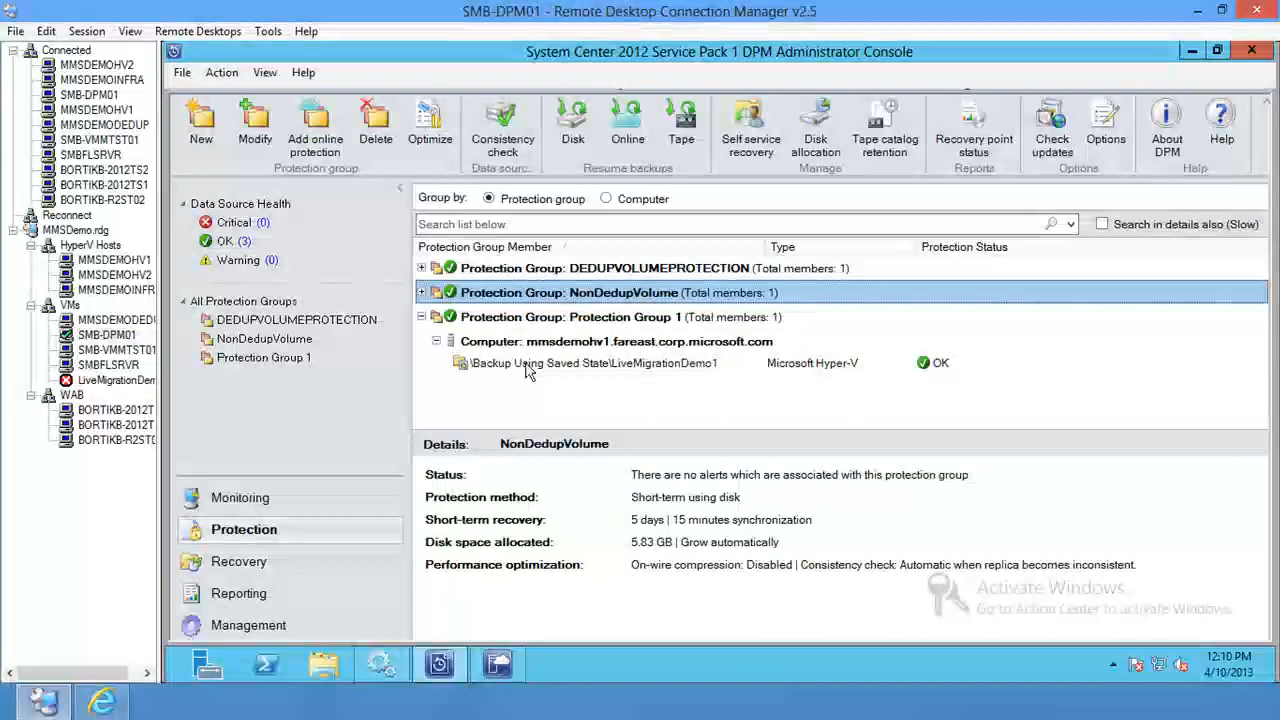 SMB-DPM01 - Remote Desktop Connection Manager v2.5
File Edit Session View Remote Desktops Tools Help
Connected
MMSDEMOHV2
MMSDEMOINFRA
SMB-DPM01
MMSDEMOHV1
MMSDEMODEDUP
SMB-VMMTST01
SMBFLSRVR
BORTIKB-2012TS2
BORTIKB-2012TS1
BORTIKB-R2ST02
Reconnect
MMSDemo.rdg
HyperV Hosts
MMSDEMOHV1
MMSDEMOHV2
MMSDEMOINFR
VMs
MMSDEMODED
SMB-DPM01
SMB-VMMTST01
SMBFLSRVR
LiveMigrationDem
WAB
BORTIKB-2012T
BORTIKB-2012T
BORTIKB-R2ST0
System Center 2012 Service Pack 1 DPM Administrator Console
File Action View Help
New
Modify
Add online protection
Delete
Optimize
Protection group
Consistency check
Data sourc...
Disk
Online
Tape
Resume backups
Self service recovery
Disk allocation
Tape catalog retention
Manage
Recovery point status
Reports
Check updates
Options
Options
About DPM
Help
Help
Data Source Health
Critical (0)
OK (3)
Warning (0)
All Protection Groups
DEDUPVOLUMEPROTECTION
NonDedupVolume
Protection Group 1
Monitoring
Protection
Recovery
Reporting
Management
Group by: Protection group Computer
Search list below Search in details also (Slow)
Protection Group Member Type Protection Status
Protection Group: DEDUPVOLUMEPROTECTION (Total members: 1)
Protection Group: NonDedupVolume (Total members: 1)
Protection Group: Protection Group 1 (Total members: 1)
Computer: mmsdemohv1.fareast.corp.microsoft.com
\Backup Using Saved State\LiveMigrationDemo1 Microsoft Hyper-V OK
Details: NonDedupVolume
Status: There are no alerts which are associated with this protection group
Protection method: Short-term using disk
Short-term recovery: 5 days | 15 minutes synchronization
Disk space allocated: 5.83 GB | Grow automatically
Performance optimization: On-wire compression: Disabled | Consistency check: Automatic when replica becomes inconsistent.
Activate Windows
Go to Action Center to activate Windows.
12:10 PM
4/10/2013